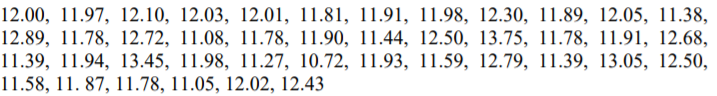 12.00, 11.97, 12.10, 12.03, 12.01, 11.81, 11.91, 11.98, 12.30, 11.89, 12.05, 11.38,
12.89, 11.78, 12.72, 11.08, 11.78, 11.90, 11.44, 12.50, 13.75, 11.78, 11.91, 12.68,
11.39, 11.94, 13.45, 11.98, 11.27, 10.72, 11.93, 11.59, 12.79, 11.39, 13.05, 12.50,
11.58, 11. 87, 11.78, 11.05, 12.02, 12.43